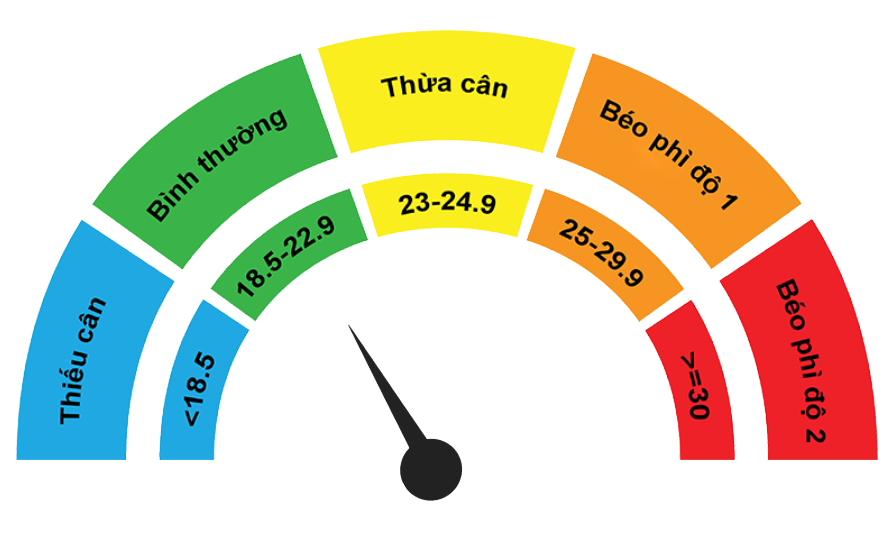 Thiếu cân
Bình thường
Thừa cân
Béo phì độ 1
Béo phì độ 2
<18.5
18.5-22.9
23-24.9
25-29.9
>=30